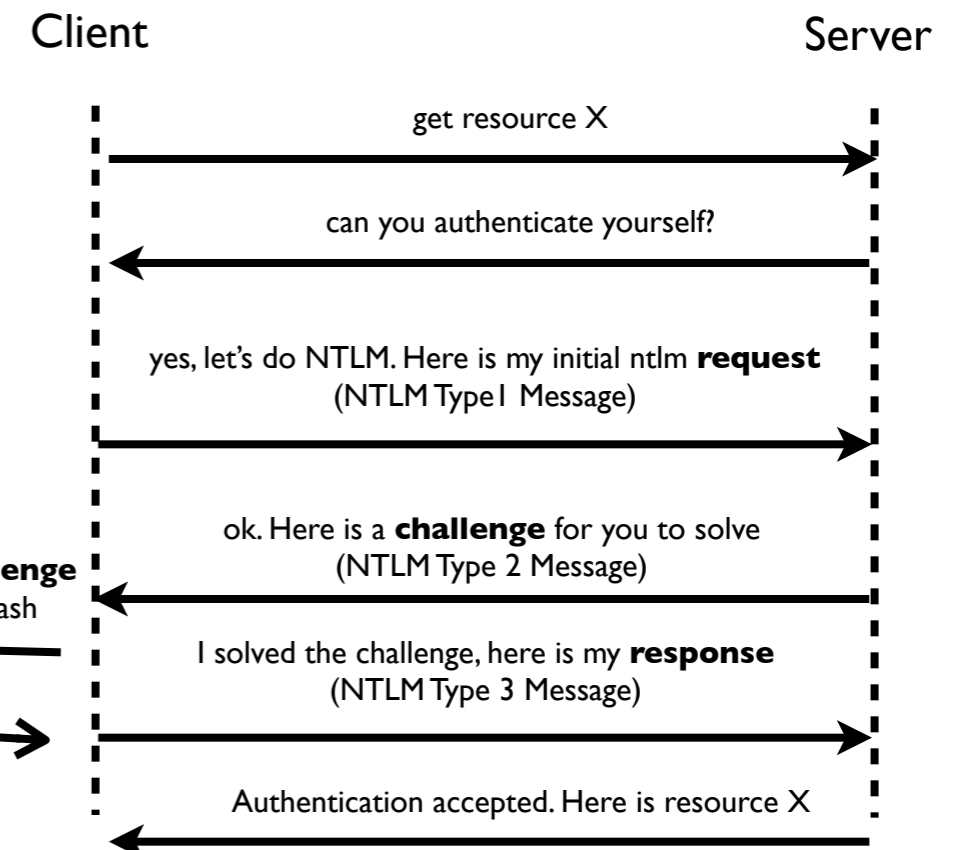 Client
Server
get resource X
can you authenticate yourself?
yes, let's do NTLM. Here is my initial ntlm request
(NTLM Type1 Message)
ok. Here is a challenge for you to solve
(NTLM Type 2 Message)
enge
ash
I solved the challenge, here is my response
(NTLM Type 3 Message)
Authentication accepted. Here is resource X